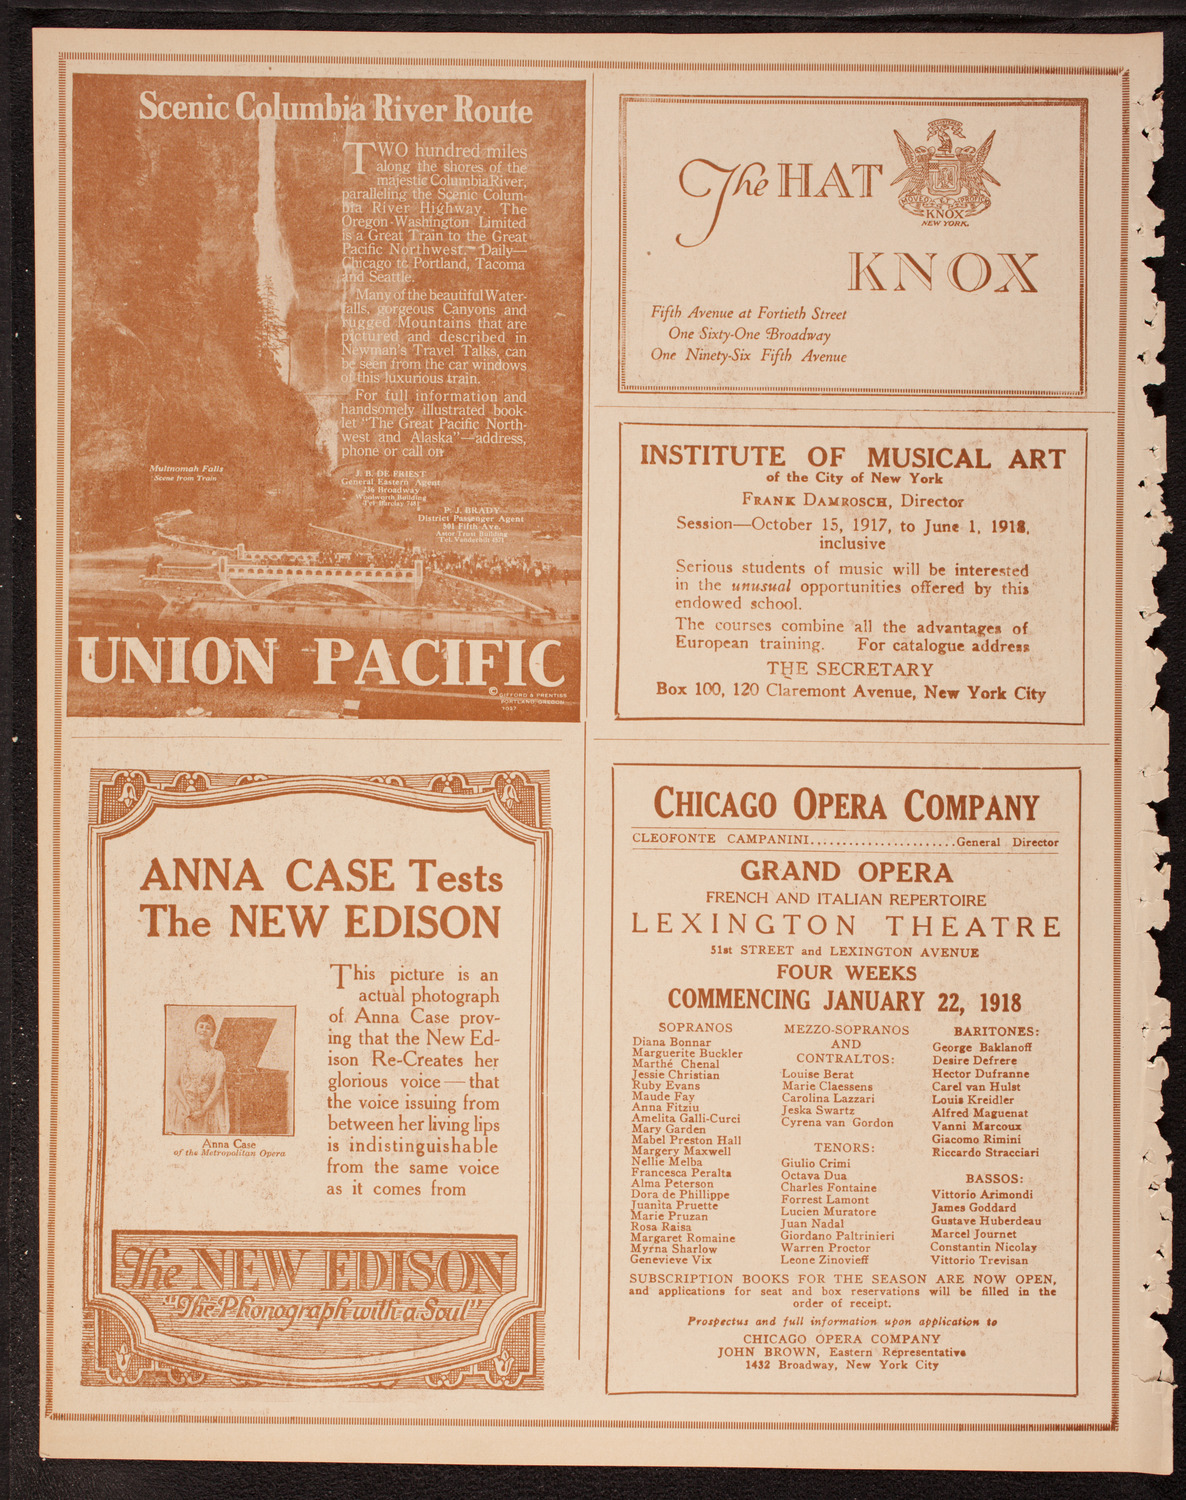 Scenic Columbia River Route
TWO hundred miles
along the shores of the
majestic Columbia River,
paralleling the Scenic Colum-
bia River Highway. The
Oregon-Washington Limited
is a Great Train to the Great
Pacific Northwest. Daily—
Chicago to Portland, Tacoma
and Seattle.
Many of the beautiful Water-
falls, gorgeous Canyons and
rugged Mountains that are
pictured and described in
Newman's Travel Talks, can
be seen from the car windows
of this luxurious train.
For full information and
handsomely illustrated book-
let "The Great Pacific North-
west and Alaska"—address,
phone or call on
J. B. DE FRIEST
General Eastern Agent
236 Broadway
Woolworth Building
Tel. Barclay
P. J. BRADY
District Passenger Agent
501 Fifth Ave.
Astor Trust Building
Tel. Vanderbilt
Multnomah Falls
Scene from Train
UNION PACIFIC
© GIFFORD & PRENTISS
PORTLAND OREGON
The HAT
KNOX
NEW YORK.
KNOX
Fifth Avenue at Fortieth Street
One Sixty-One Broadway
One Ninety-Six Fifth Avenue
INSTITUTE OF MUSICAL ART
of the City of New York
FRANK DAMROSCH, Director
Session—October 15, 1917, to June 1, 1918,
inclusive
Serious students of music will be interested
in the unusual opportunities offered by this
endowed school.
The courses combine all the advantages of
European training. For catalogue address
THE SECRETARY
Box 100, 120 Claremont Avenue, New York City
ANNA CASE Tests
The NEW EDISON
This picture is an
actual photograph
of Anna Case prov-
ing that the New Ed-
ison Re-Creates her
glorious voice—that
the voice issuing from
between her living lips
is indistinguishable
from the same voice
as it comes from
Anna Case
of the Metropolitan Opera
The NEW EDISON
"The Phonograph with a Soul"
CHICAGO OPERA COMPANY
CLEOFONTE CAMPANINI.......................General Director
GRAND OPERA
FRENCH AND ITALIAN REPERTOIRE
LEXINGTON THEATRE
51st STREET and LEXINGTON AVENUE
FOUR WEEKS
COMMENCING JANUARY 22, 1918
SOPRANOS
Diana Bonnar
Marguerite Buckler
Marthé Chenal
Jessie Christian
Ruby Evans
Maude Fay
Anna Fitziu
Amelita Galli-Curci
Mary Garden
Mabel Preston Hall
Margery Maxwell
Nellie Melba
Francesca Peralta
Alma Peterson
Dora de Phillippe
Juanita Pruette
Marie Pruzan
Rosa Raisa
Margaret Romaine
Myrna Sharlow
Genevieve Vix
MEZZO-SOPRANOS
AND
CONTRALTOS:
Louise Berat
Marie Claessens
Carolina Lazzari
Jeska Swartz
Cyrena van Gordon
TENORS:
Giulio Crimi
Octava Dua
Charles Fontaine
Forrest Lamont
Lucien Muratore
Juan Nadal
Giordano Paltrinieri
Warren Proctor
Leone Zinovieff
BARITONES:
George Baklanoff
Desire Defrere
Hector Dufranne
Carel van Hulst
Louis Kreidler
Alfred Maguenat
Vanni Marcoux
Giacomo Rimini
Riccardo Stracciari
BASSOS:
Vittorio Arimondi
James Goddard
Gustave Huberdeau
Marcel Journet
Constantin Nicolay
Vittorio Trevisan
SUBSCRIPTION BOOKS FOR THE SEASON ARE NOW OPEN,
and applications for seat and box reservations will be filled in the
order of receipt.
Prospectus and full information upon application to
CHICAGO OPERA COMPANY
JOHN BROWN, Eastern Representative
1432 Broadway, New York City